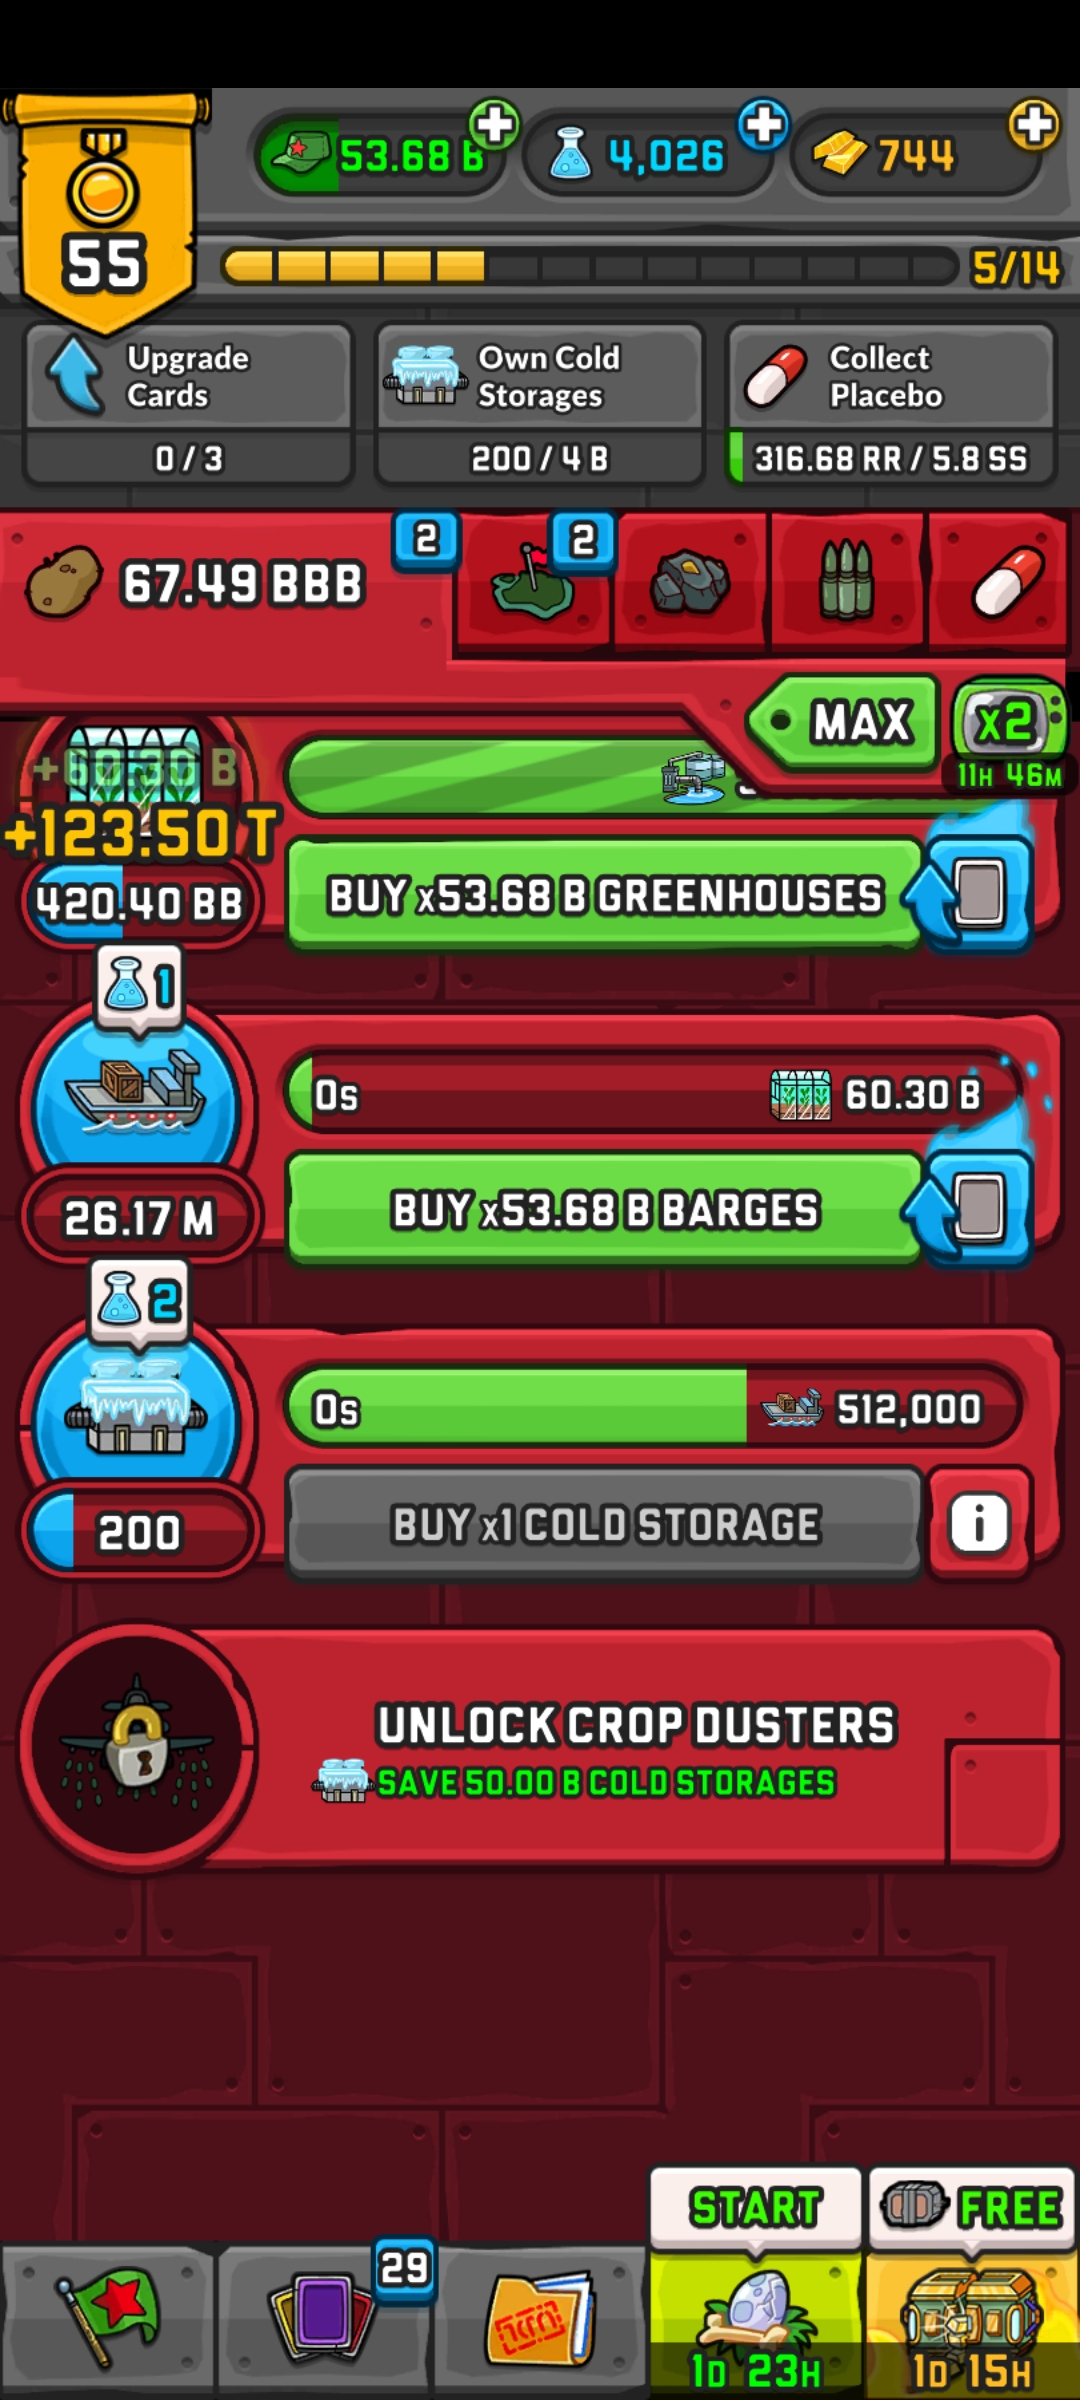 53.68 B
4,026
744
55
5/14
Upgrade
Cards
0 / 3
Own Cold
Storages
200 / 4 B
Collect
Placebo
316.68 RR / 5.8 SS
67.49 BBB
2
2
MAX
x2
11H 46M
+60.30 B
+123.50 T
420.40 BB
BUY x53.68 B GREENHOUSES
1
0s
60.30 B
26.17 M
BUY x53.68 B BARGES
2
0s
512,000
200
BUY x1 COLD STORAGE
i
UNLOCK CROP DUSTERS
SAVE 50.00 B COLD STORAGES
29
START
1D 23H
FREE
1D 15H